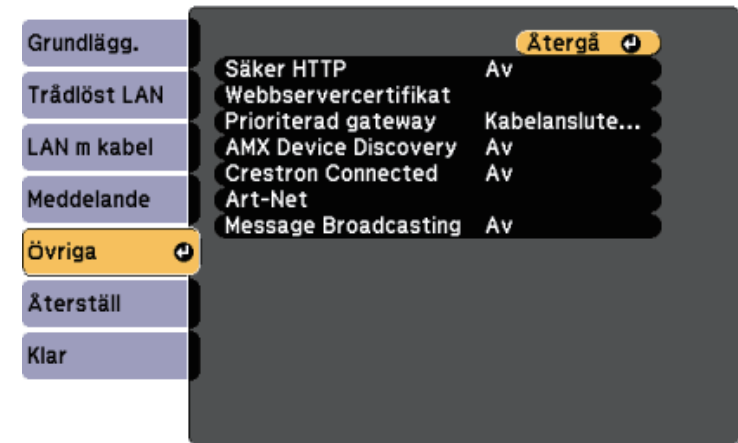 Grundlägg.
Trådlöst LAN
LAN m kabel
Meddelande
Övriga
Återställ
Klar
Återgå
Säker HTTP Av
Webbservercertifikat
Prioriterad gateway Kabelanslute...
AMX Device Discovery Av
Crestron Connected Av
Art-Net
Message Broadcasting Av